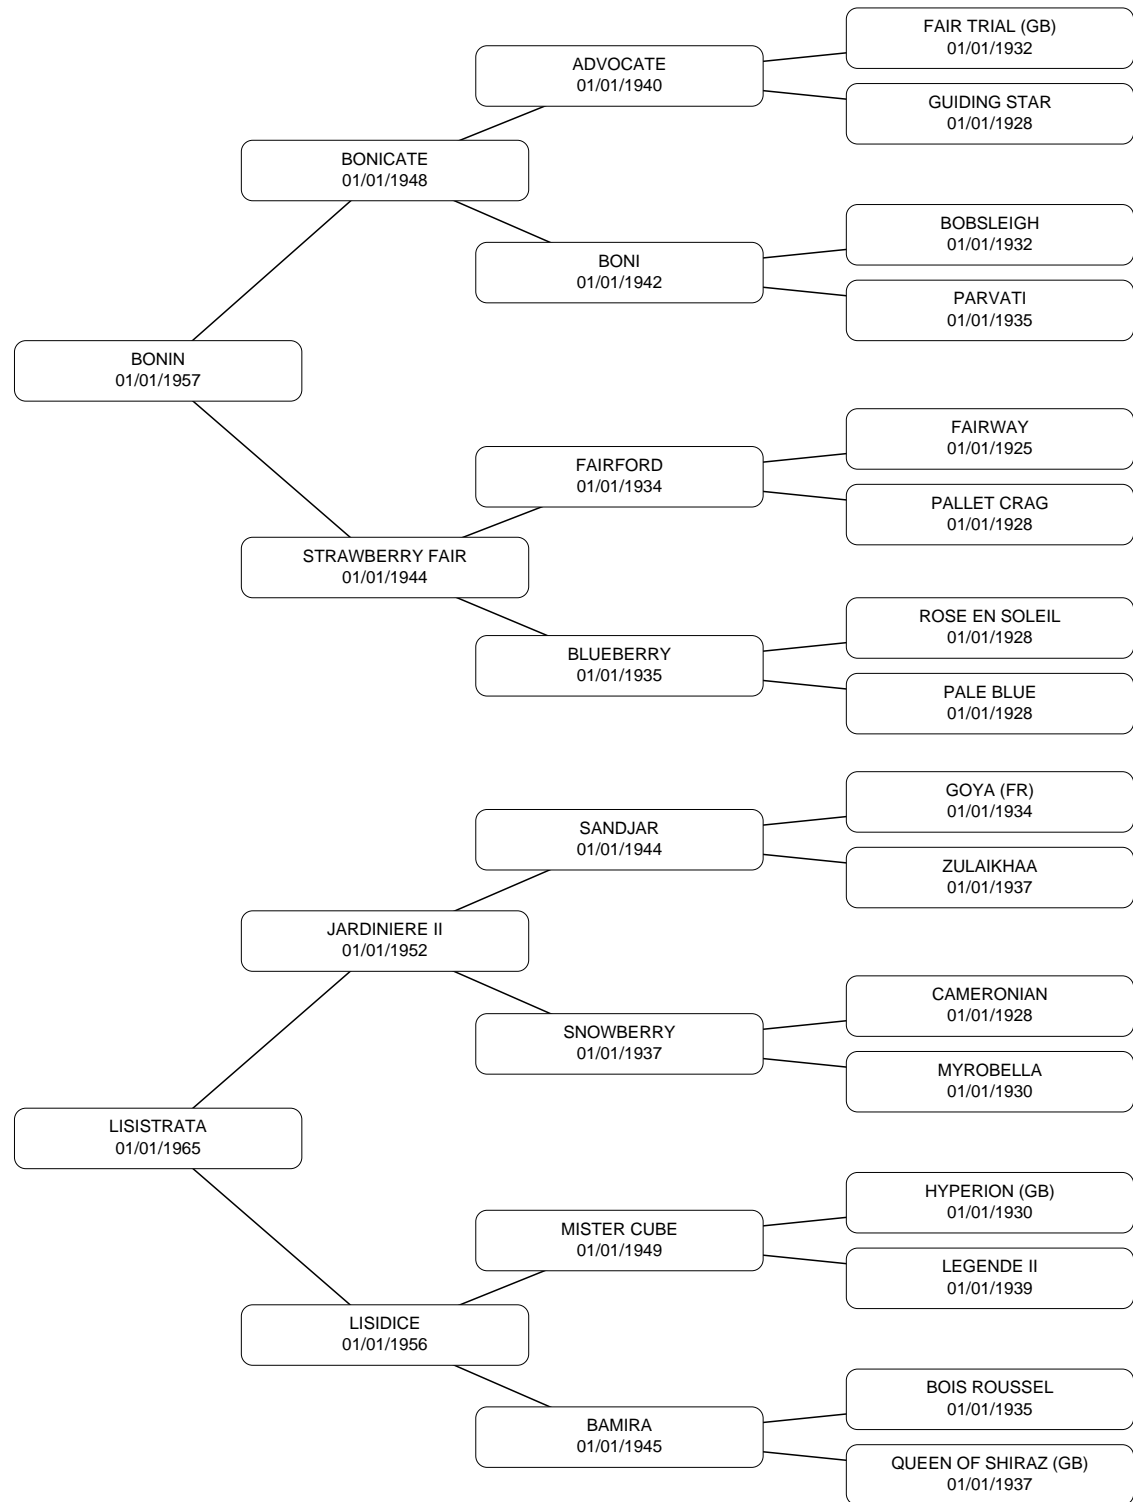 FAIR TRIAL (GB)
01/01/1932
ADVOCATE
01/01/1940
GUIDING STAR
01/01/1928
BONICATE
01/01/1948
BOBSLEIGH
01/01/1932
BONI
01/01/1942
PARVATI
01/01/1935
BONIN
01/01/1957
FAIRWAY
01/01/1925
FAIRFORD
01/01/1934
PALLET CRAG
01/01/1928
STRAWBERRY FAIR
01/01/1944
ROSE EN SOLEIL
01/01/1928
BLUEBERRY
01/01/1935
PALE BLUE
01/01/1928
GOYA (FR)
01/01/1934
SANDJAR
01/01/1944
ZULAIKHAA
01/01/1937
JARDINIERE II
01/01/1952
CAMERONIAN
01/01/1928
SNOWBERRY
01/01/1937
MYROBELLA
01/01/1930
LISISTRATA
01/01/1965
HYPERION (GB)
01/01/1930
MISTER CUBE
01/01/1949
LEGENDE II
01/01/1939
LISIDICE
01/01/1956
BOIS ROUSSEL
01/01/1935
BAMIRA
01/01/1945
QUEEN OF SHIRAZ (GB)
01/01/1937